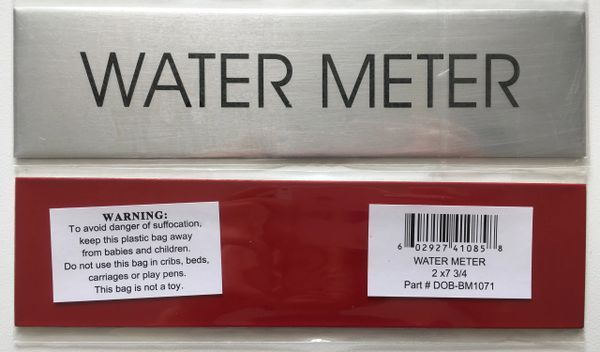 WATER METER
WARNING:
To avoid danger of suffocation,
keep this plastic bag away
from babies and children.
Do not use this bag in cribs, beds,
carriages or play pens.
This bag is not a toy.
6 02927 41085 8
WATER METER
2 x7 3/4
Part # DOB-BM1071